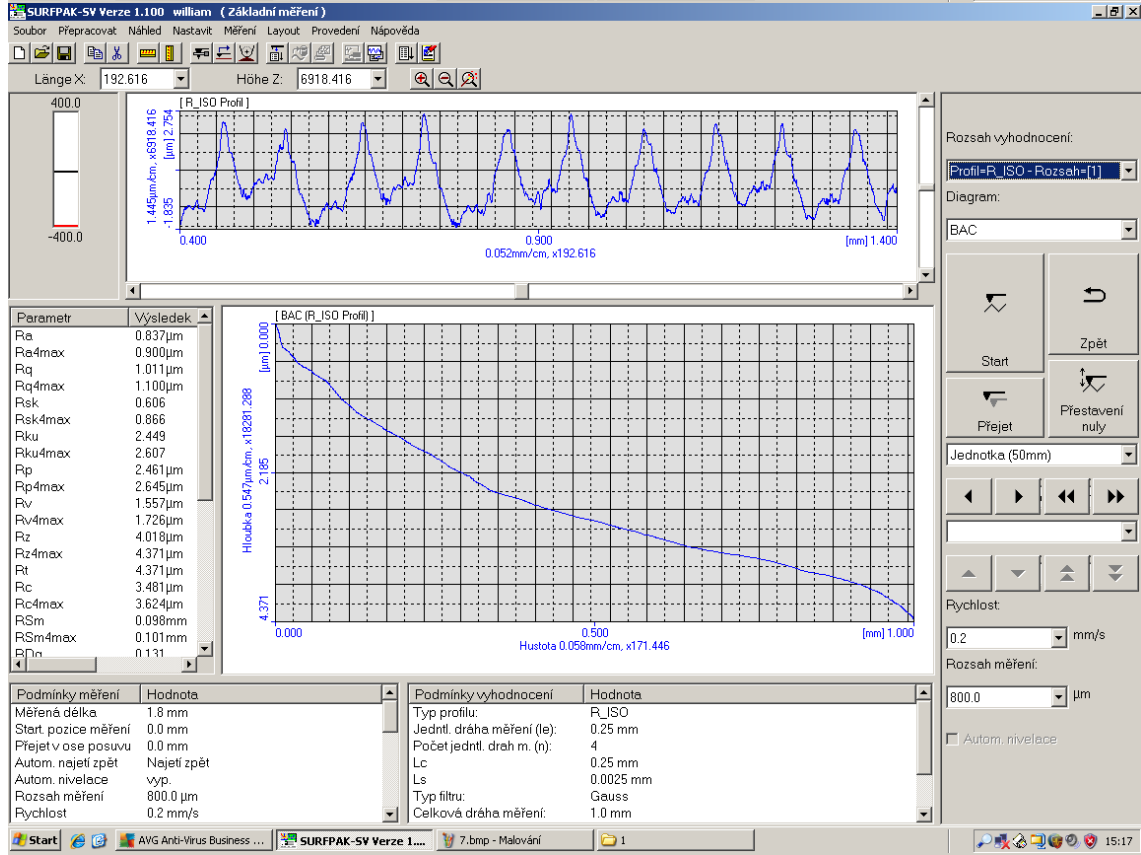 SURFPAK-SV Verze 1.100 william ( Základní měření )
Soubor Přepracovat Náhled Nastavit Měření Layout Provedení Nápověda
Länge X: 192.616 Höhe Z: 6918.416
400.0
-400.0
[ R_ISO Profil ]
1.445µm/cm, x6918.416
-1.835 [µm] 2.754
0.400 0.900 [mm] 1.400
0.052mm/cm, x192.616
Rozsah vyhodnocení:
Profil=R_ISO - Rozsah=[1]
Diagram:
BAC
Start
Zpět
Přejet
Přestavení nuly
Jednotka (50mm)
Rychlost:
0.2 mm/s
Rozsah měření:
800.0 µm
Autom. nivelace
Parametr Výsledek
Ra 0.837µm
Ra4max 0.900µm
Rq 1.011µm
Rq4max 1.100µm
Rsk 0.606
Rsk4max 0.866
Rku 2.449
Rku4max 2.607
Rp 2.461µm
Rp4max 2.645µm
Rv 1.557µm
Rv4max 1.726µm
Rz 4.018µm
Rz4max 4.371µm
Rt 4.371µm
Rc 3.481µm
Rc4max 3.624µm
RSm 0.098mm
RSm4max 0.101mm
RDq 0.131
[ BAC (R_ISO Profil) ]
Hloubka 0.547µm/cm, x18281.288
4.371 2.185 [µm] 0.000
0.000 0.500 [mm] 1.000
Hustota 0.058mm/cm, x171.446
Podmínky měření Hodnota
Měřená délka 1.8 mm
Start. pozice měření 0.0 mm
Přejet v ose posuvu 0.0 mm
Autom. najetí zpět Najetí zpět
Autom. nivelace vyp.
Rozsah měření 800.0 µm
Rychlost 0.2 mm/s
Podmínky vyhodnocení Hodnota
Typ profilu: R_ISO
Jedntl. dráha měření (le): 0.25 mm
Počet jedntl. drah m. (n): 4
Lc 0.25 mm
Ls 0.0025 mm
Typ filtru: Gauss
Celková dráha měření: 1.0 mm
Start AVG Anti-Virus Business ... SURFPAK-SV Verze 1.... 7.bmp - Malování 1 15:17